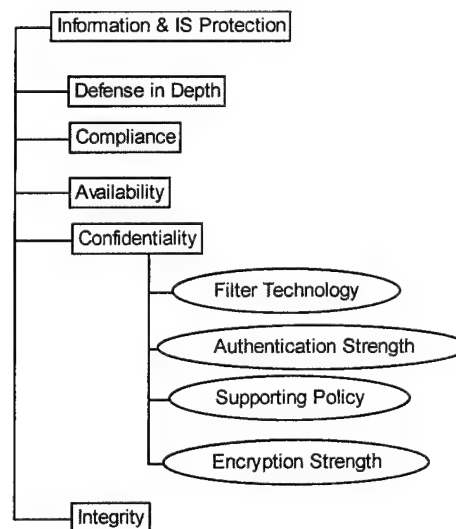 Information & IS Protection
Defense in Depth
Compliance
Availability
Confidentiality
Filter Technology
Authentication Strength
Supporting Policy
Encryption Strength
Integrity